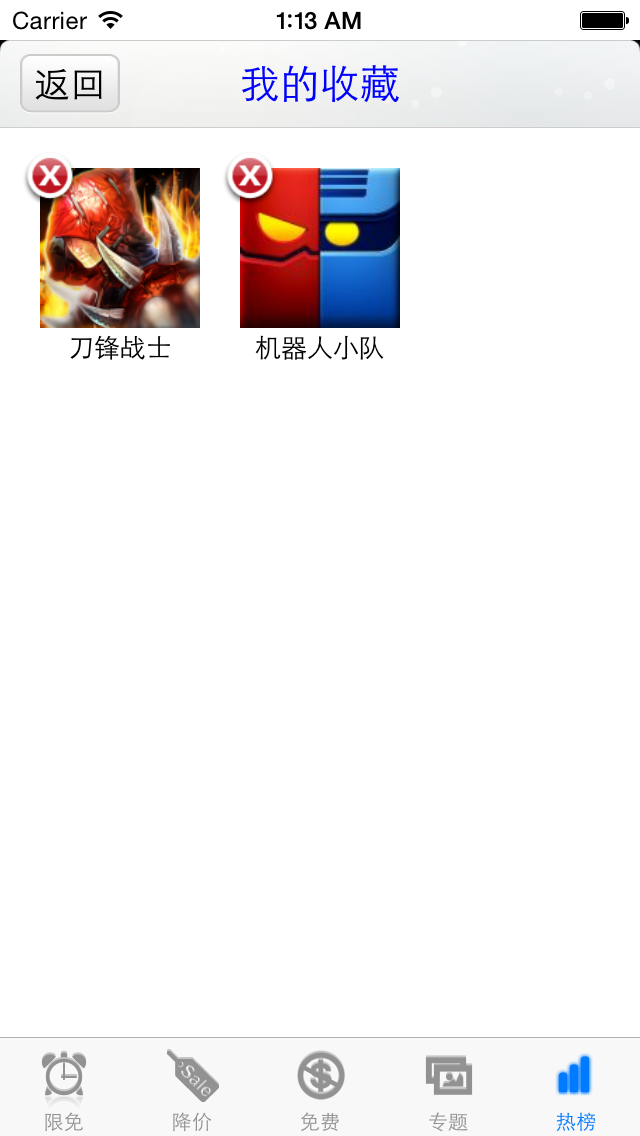 Carrier 1:13 AM
返回 我的收藏
X X
刀锋战士 机器人小队
Sale
限免 降价 免费 专题 热榜